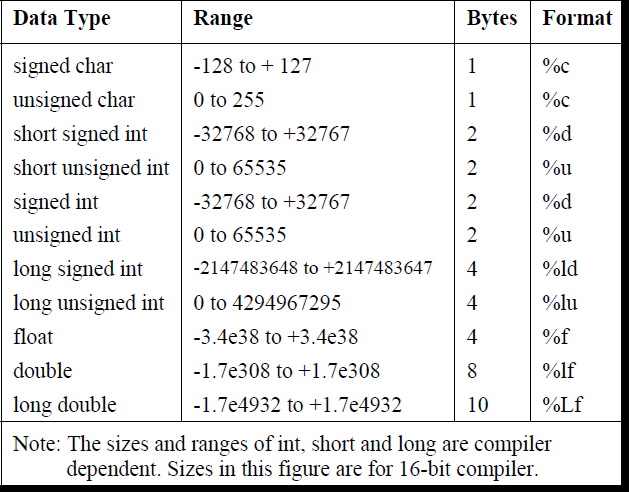 Data Type Range Bytes Format
signed char -128 to + 127 1 %c
unsigned char 0 to 255 1 %c
short signed int -32768 to +32767 2 %d
short unsigned int 0 to 65535 2 %u
signed int -32768 to +32767 2 %d
unsigned int 0 to 65535 2 %u
long signed int -2147483648 to +2147483647 4 %ld
long unsigned int 0 to 4294967295 4 %lu
float -3.4e38 to +3.4e38 4 %f
double -1.7e308 to +1.7e308 8 %lf
long double -1.7e4932 to +1.7e4932 10 %Lf
Note: The sizes and ranges of int, short and long are compiler
dependent. Sizes in this figure are for 16-bit compiler.